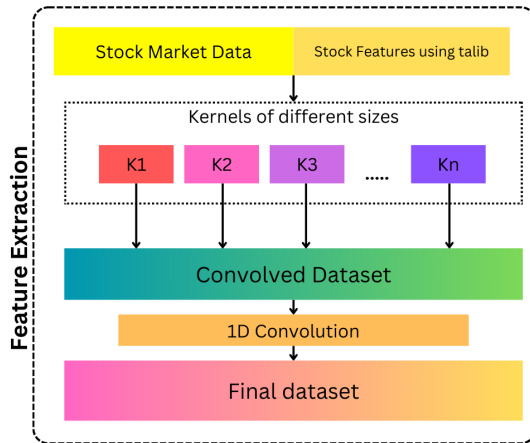 Stock Market Data
Stock Features using talib
Kernels of different sizes
K1
K2
K3
.....
Kn
Convolved Dataset
1D Convolution
Final dataset
Feature Extraction